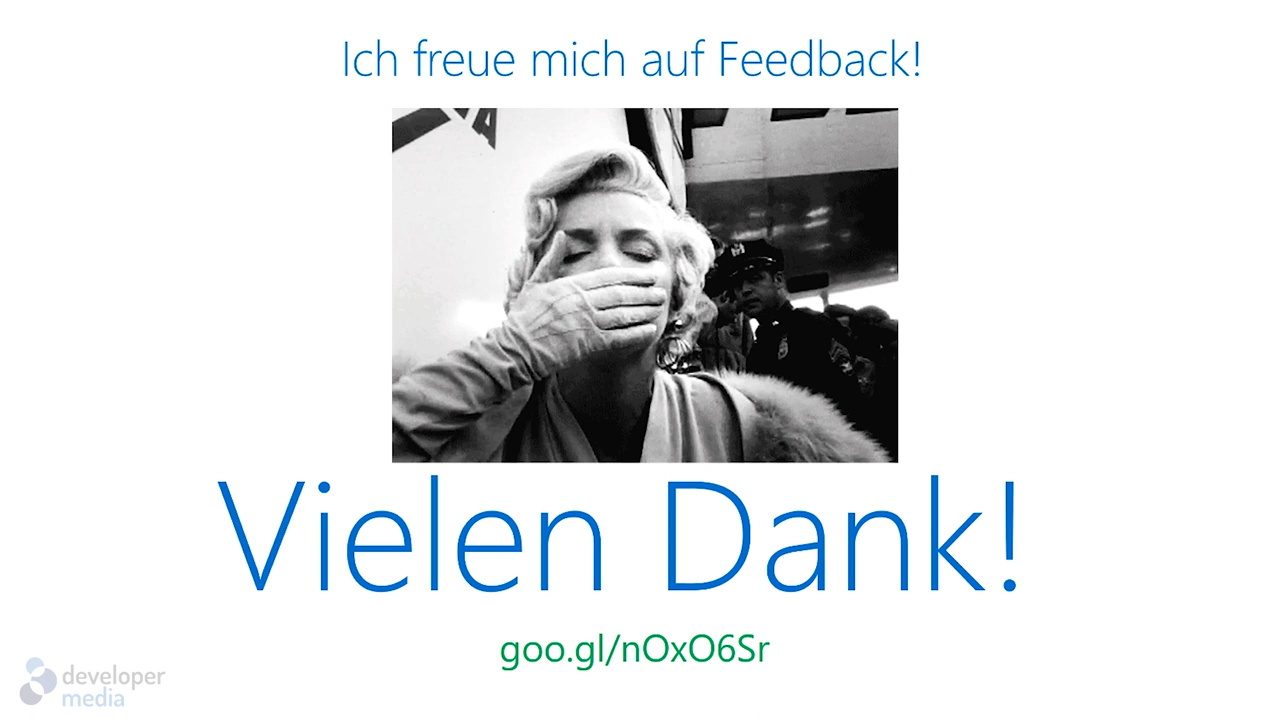 Ich freue mich auf Feedback!
A
Vielen Dank!
goo.gl/nOxO6Sr
developer
media